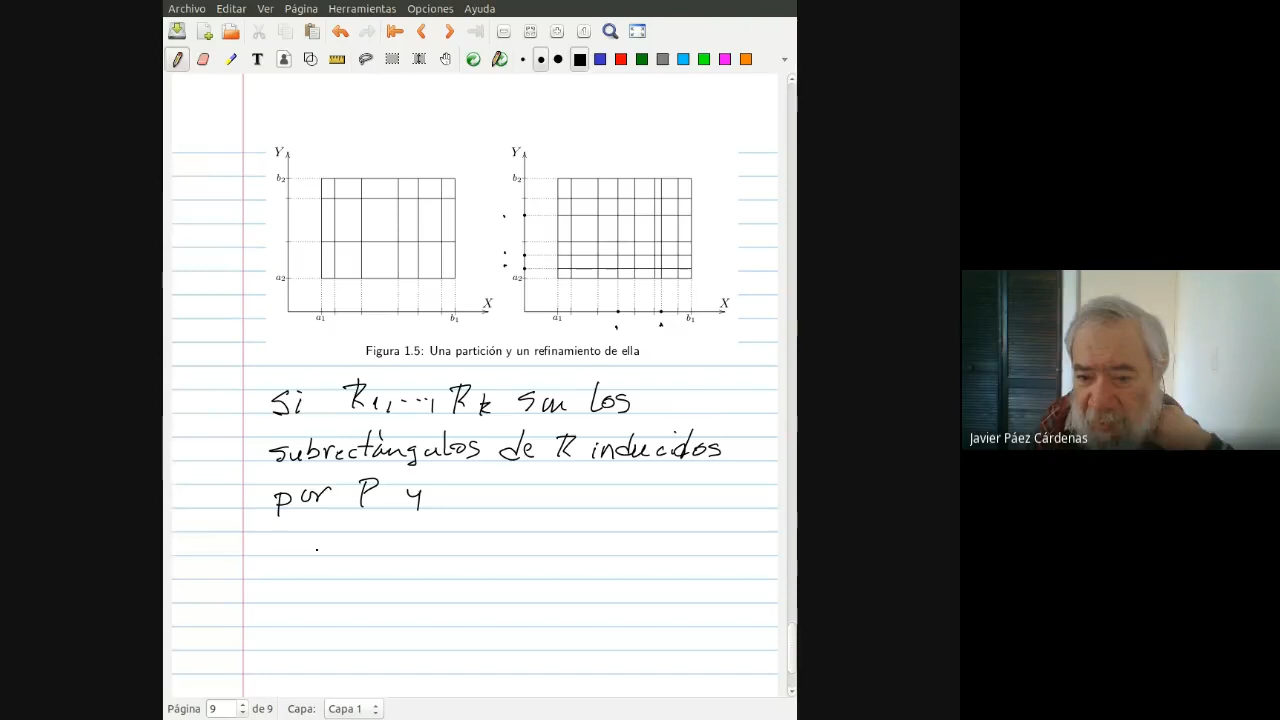 Archivo Editar Ver Página Herramientas Opciones Ayuda
T
Y
b₂
a₂
a₁
b₁
X
Y
b₂
a₂
a₁
b₁
X
Figura 1.5: Una partición y un refinamiento de ella
Si R₁, ..., Rₖ son los
subrectángulos de R inducidos
por P y
Javier Páez Cárdenas
Página 9 de 9 Capa: Capa 1